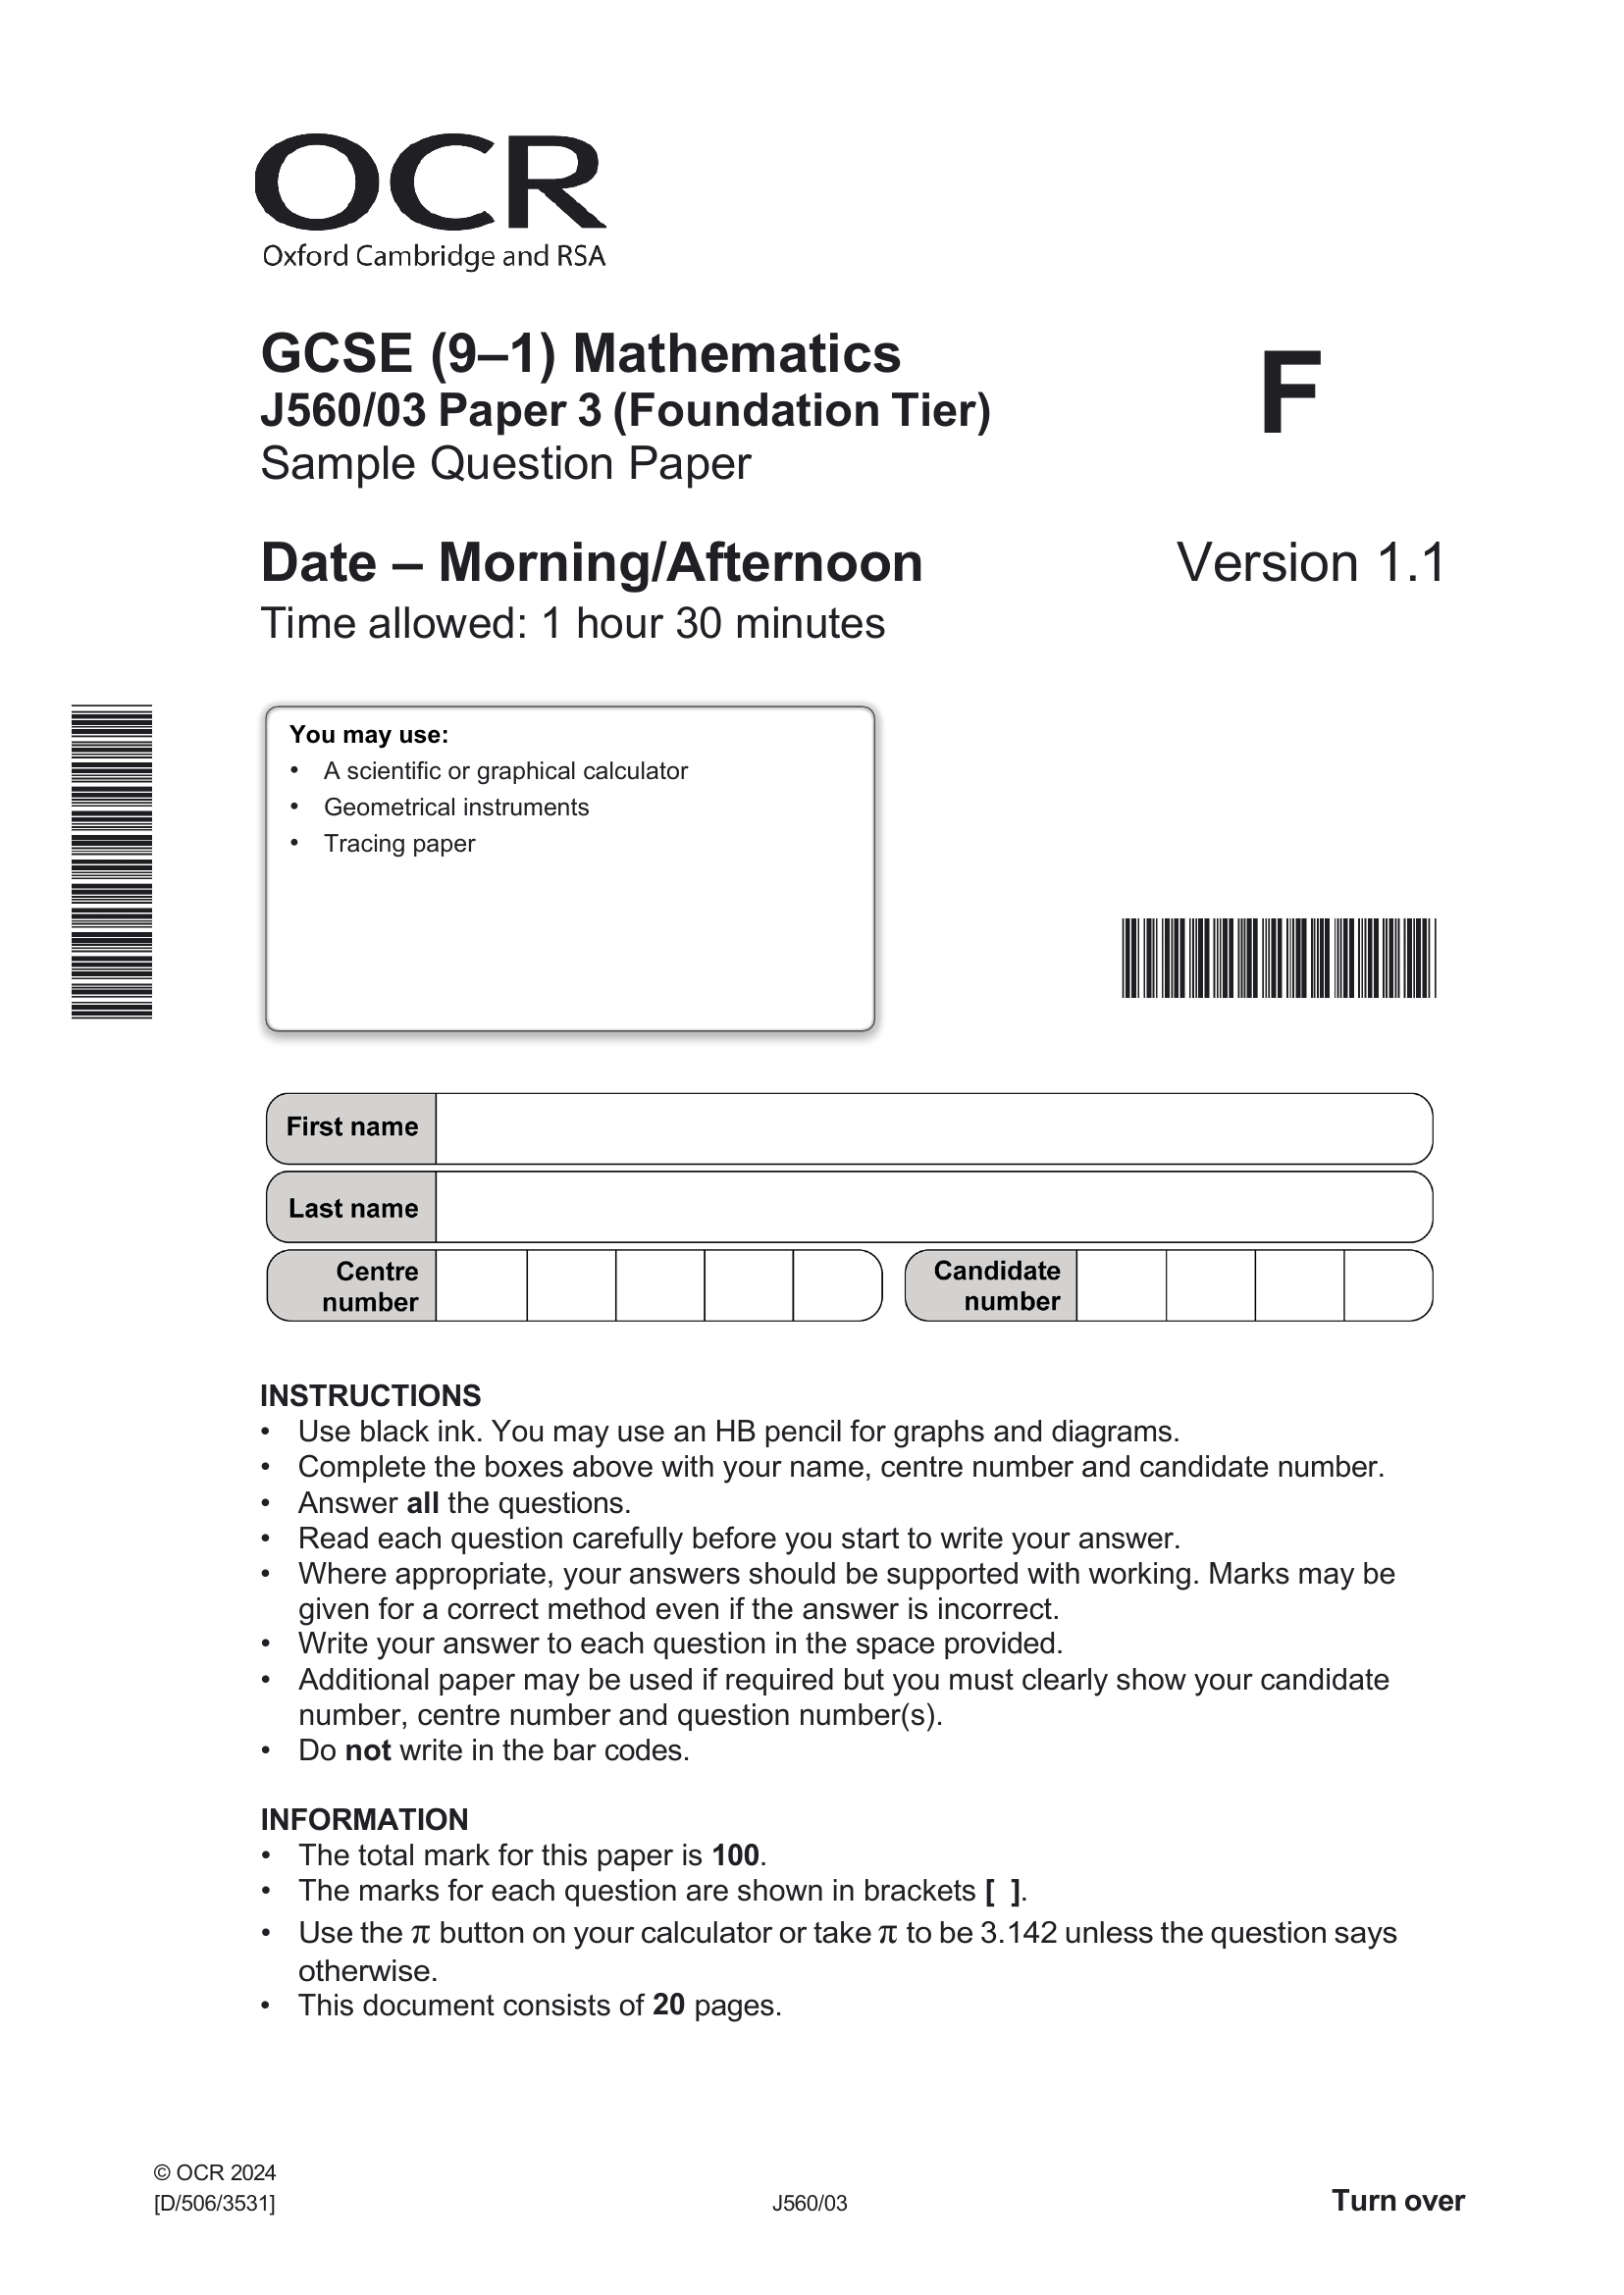 OCR
Oxford Cambridge and RSA
GCSE (9–1) Mathematics
J560/03 Paper 3 (Foundation Tier)
F
Sample Question Paper
Date – Morning/Afternoon
Version 1.1
Time allowed: 1 hour 30 minutes
You may use:
• A scientific or graphical calculator
• Geometrical instruments
• Tracing paper
First name
Last name
Centre
number
Candidate
number
INSTRUCTIONS
• Use black ink. You may use an HB pencil for graphs and diagrams.
• Complete the boxes above with your name, centre number and candidate number.
• Answer all the questions.
• Read each question carefully before you start to write your answer.
• Where appropriate, your answers should be supported with working. Marks may be
given for a correct method even if the answer is incorrect.
• Write your answer to each question in the space provided.
• Additional paper may be used if required but you must clearly show your candidate
number, centre number and question number(s).
• Do not write in the bar codes.
INFORMATION
• The total mark for this paper is 100.
• The marks for each question are shown in brackets [ ].
• Use the π button on your calculator or take π to be 3.142 unless the question says
otherwise.
• This document consists of 20 pages.
© OCR 2024
[D/506/3531]
J560/03
Turn over